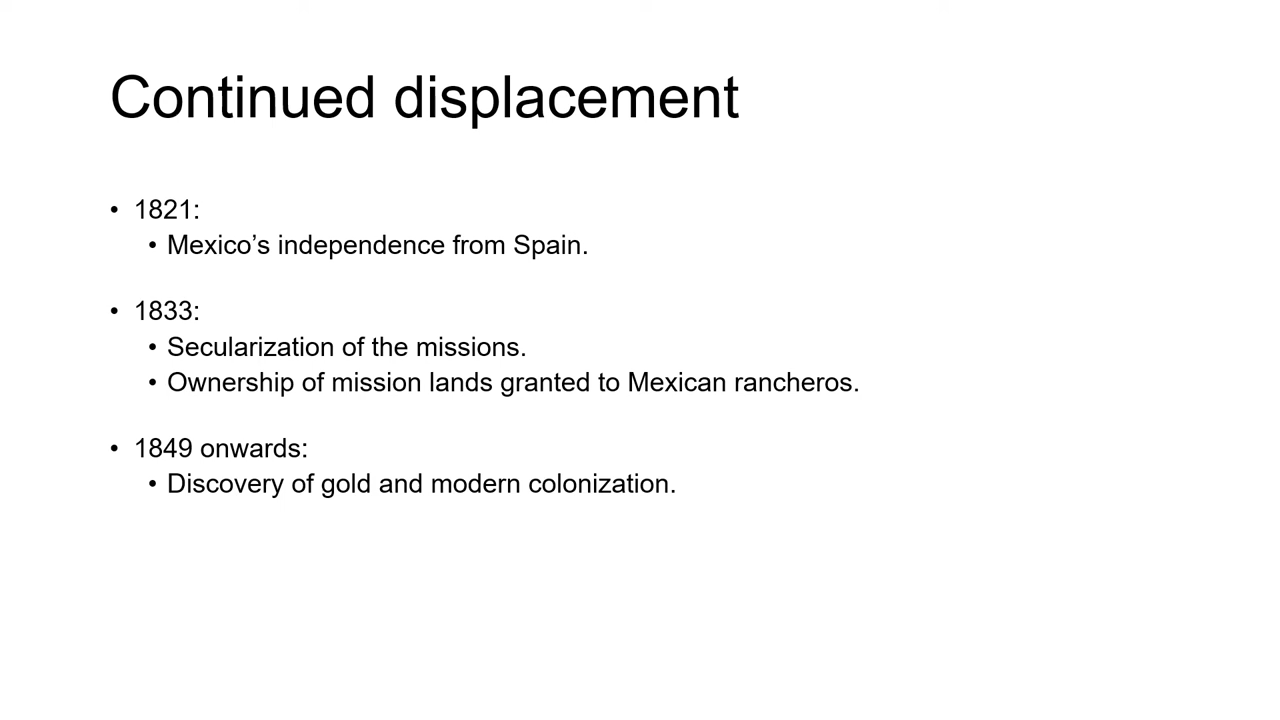 Continued displacement
• 1821:
• Mexico’s independence from Spain.
• 1833:
• Secularization of the missions.
• Ownership of mission lands granted to Mexican rancheros.
• 1849 onwards:
• Discovery of gold and modern colonization.